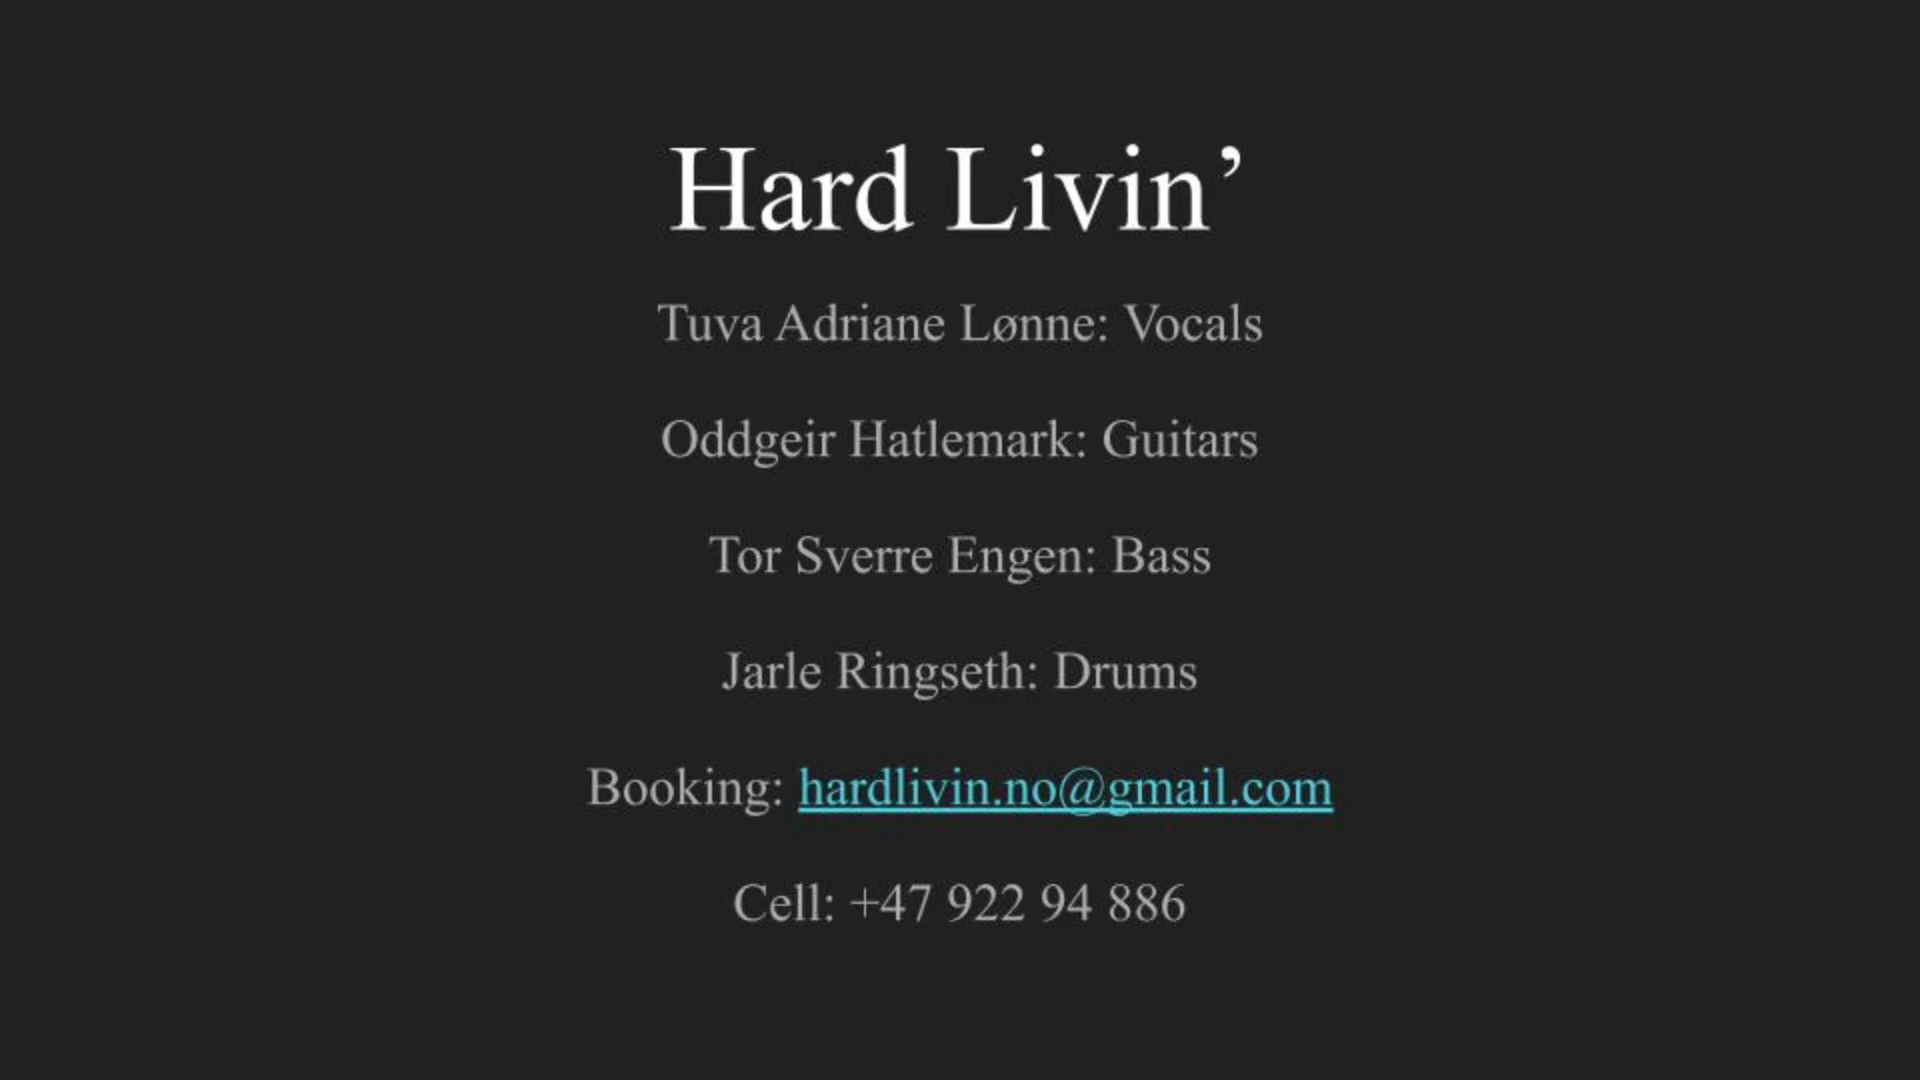 Hard Livin’
Tuva Adriane Lønne: Vocals
Oddgeir Hatlemark: Guitars
Tor Sverre Engen: Bass
Jarle Ringseth: Drums
Booking: hardlivin.no@gmail.com
Cell: +47 922 94 886